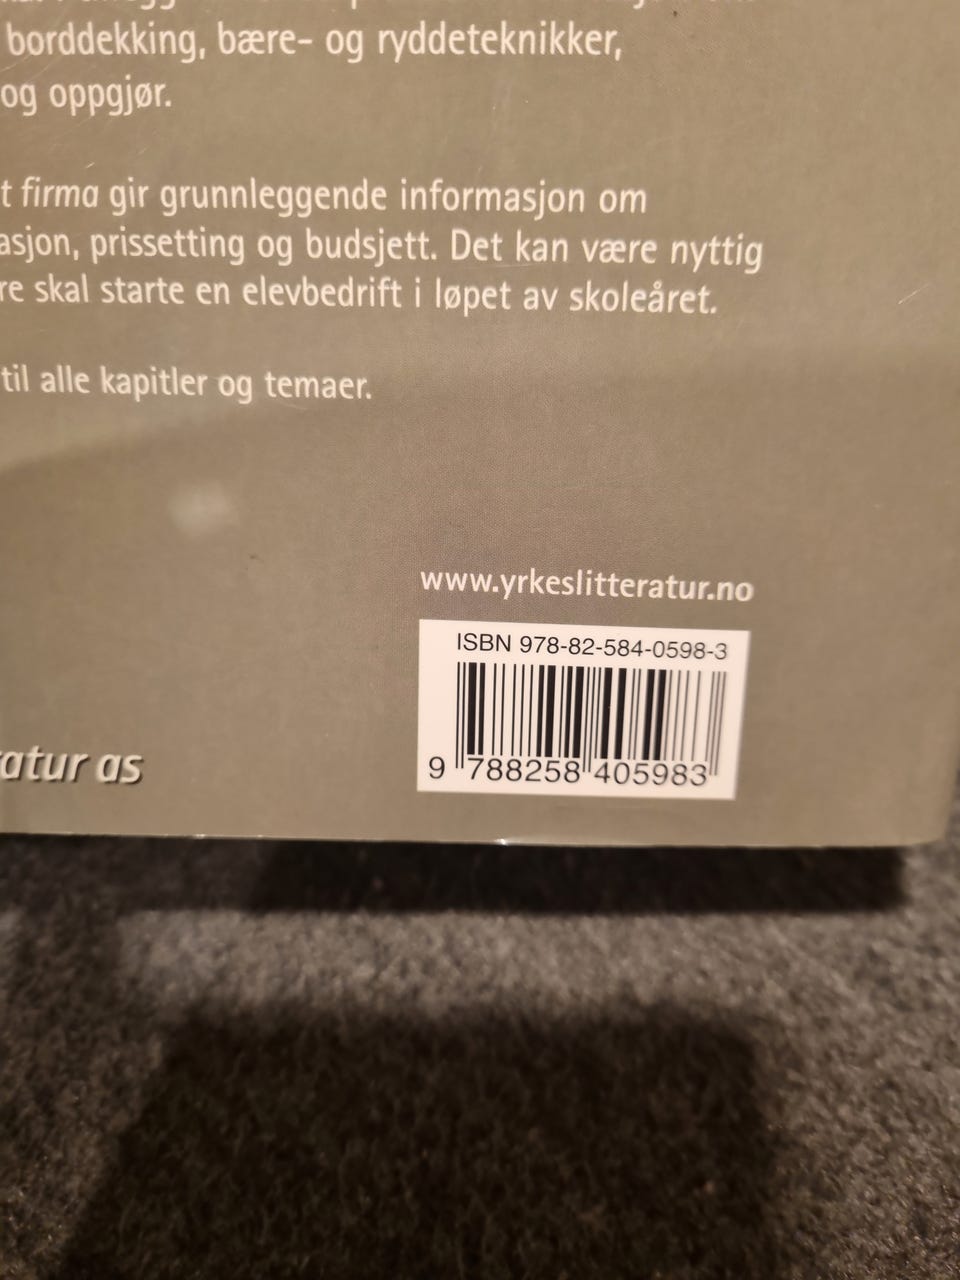 borddekking, bære- og ryddeteknikker,
og oppgjør.
t firma gir grunnleggende informasjon om
asjon, prissetting og budsjett. Det kan være nyttig
re skal starte en elevbedrift i løpet av skoleåret.
til alle kapitler og temaer.
www.yrkeslitteratur.no
ISBN 978-82-584-0598-3
9 788258 405983
atur as